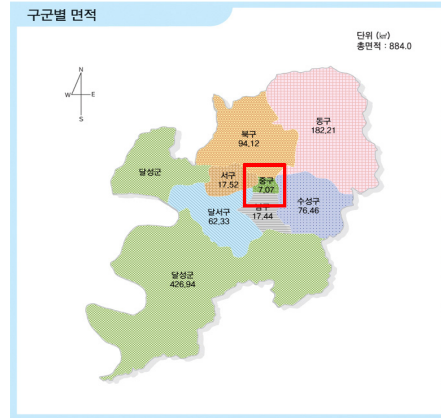 구군별 면적
단위 (㎢)
총면적 : 884.0
N
W
E
S
북구
94.12
동구
182.21
달성군
서구
17.52
중구
7.07
달서구
62.33
남구
17.44
수성구
76.46
달성군
426.94